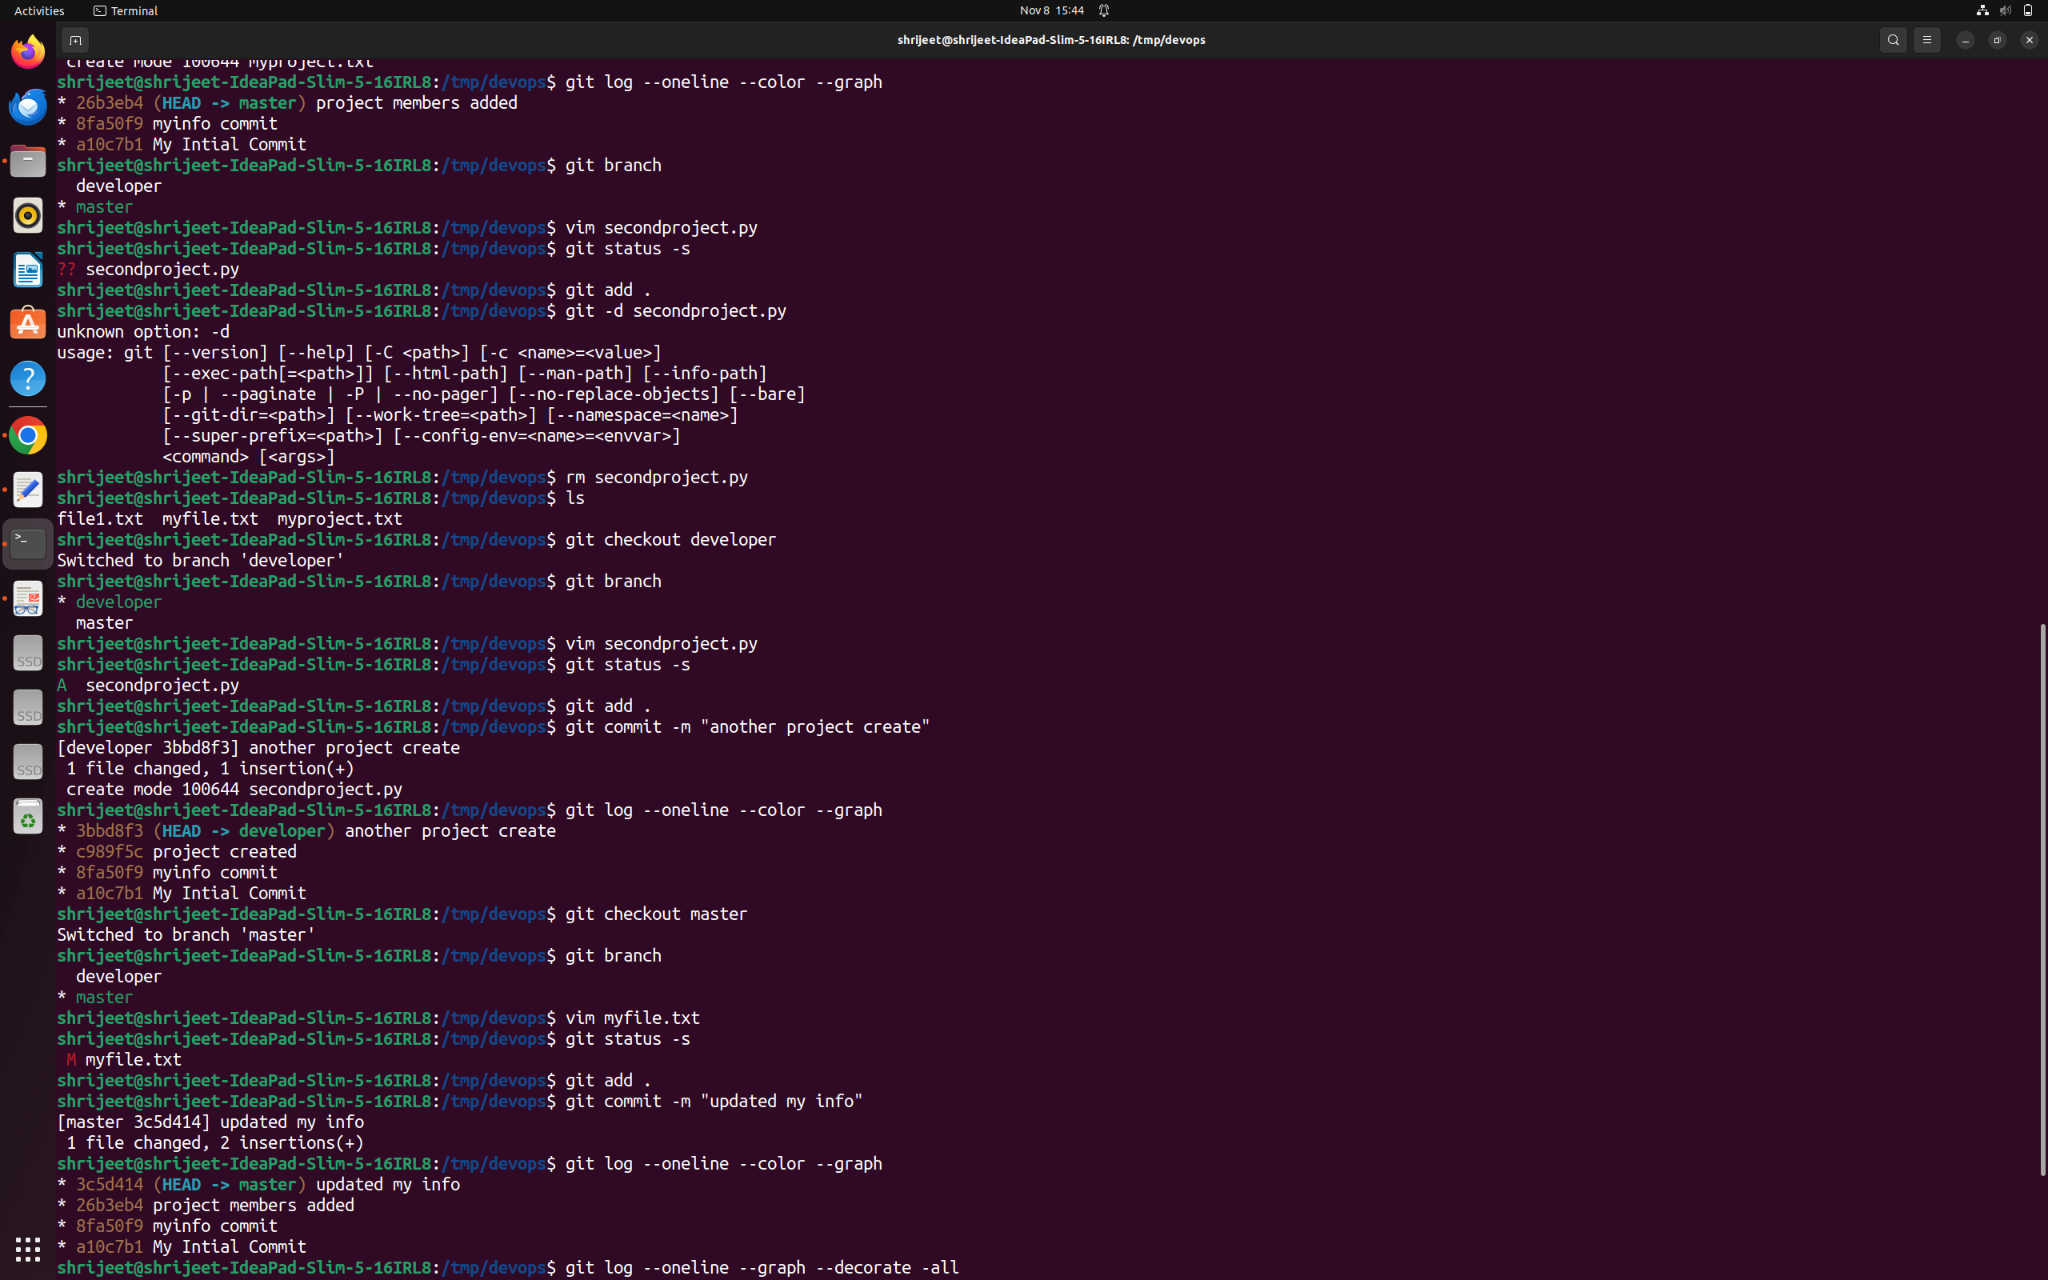 Activities
Terminal
Nov 8 15:44
shrijeet@shrijeet-IdeaPad-Slim-5-16IRL8: /tmp/devops
 create mode 100644 myproject.txt
shrijeet@shrijeet-IdeaPad-Slim-5-16IRL8:/tmp/devops$ git log --oneline --color --graph
* 26b3eb4 (HEAD -> master) project members added
* 8fa50f9 myinfo commit
* a10c7b1 My Intial Commit
shrijeet@shrijeet-IdeaPad-Slim-5-16IRL8:/tmp/devops$ git branch
  developer
* master
shrijeet@shrijeet-IdeaPad-Slim-5-16IRL8:/tmp/devops$ vim secondproject.py
shrijeet@shrijeet-IdeaPad-Slim-5-16IRL8:/tmp/devops$ git status -s
?? secondproject.py
shrijeet@shrijeet-IdeaPad-Slim-5-16IRL8:/tmp/devops$ git add .
shrijeet@shrijeet-IdeaPad-Slim-5-16IRL8:/tmp/devops$ git -d secondproject.py
unknown option: -d
usage: git [--version] [--help] [-C <path>] [-c <name>=<value>]
           [--exec-path[=<path>]] [--html-path] [--man-path] [--info-path]
           [-p | --paginate | -P | --no-pager] [--no-replace-objects] [--bare]
           [--git-dir=<path>] [--work-tree=<path>] [--namespace=<name>]
           [--super-prefix=<path>] [--config-env=<name>=<envvar>]
           <command> [<args>]
shrijeet@shrijeet-IdeaPad-Slim-5-16IRL8:/tmp/devops$ rm secondproject.py
shrijeet@shrijeet-IdeaPad-Slim-5-16IRL8:/tmp/devops$ ls
file1.txt  myfile.txt  myproject.txt
shrijeet@shrijeet-IdeaPad-Slim-5-16IRL8:/tmp/devops$ git checkout developer
Switched to branch 'developer'
shrijeet@shrijeet-IdeaPad-Slim-5-16IRL8:/tmp/devops$ git branch
* developer
  master
shrijeet@shrijeet-IdeaPad-Slim-5-16IRL8:/tmp/devops$ vim secondproject.py
shrijeet@shrijeet-IdeaPad-Slim-5-16IRL8:/tmp/devops$ git status -s
A  secondproject.py
shrijeet@shrijeet-IdeaPad-Slim-5-16IRL8:/tmp/devops$ git add .
shrijeet@shrijeet-IdeaPad-Slim-5-16IRL8:/tmp/devops$ git commit -m "another project create"
[developer 3bbd8f3] another project create
 1 file changed, 1 insertion(+)
 create mode 100644 secondproject.py
shrijeet@shrijeet-IdeaPad-Slim-5-16IRL8:/tmp/devops$ git log --oneline --color --graph
* 3bbd8f3 (HEAD -> developer) another project create
* c989f5c project created
* 8fa50f9 myinfo commit
* a10c7b1 My Intial Commit
shrijeet@shrijeet-IdeaPad-Slim-5-16IRL8:/tmp/devops$ git checkout master
Switched to branch 'master'
shrijeet@shrijeet-IdeaPad-Slim-5-16IRL8:/tmp/devops$ git branch
  developer
* master
shrijeet@shrijeet-IdeaPad-Slim-5-16IRL8:/tmp/devops$ vim myfile.txt
shrijeet@shrijeet-IdeaPad-Slim-5-16IRL8:/tmp/devops$ git status -s
 M myfile.txt
shrijeet@shrijeet-IdeaPad-Slim-5-16IRL8:/tmp/devops$ git add .
shrijeet@shrijeet-IdeaPad-Slim-5-16IRL8:/tmp/devops$ git commit -m "updated my info"
[master 3c5d414] updated my info
 1 file changed, 2 insertions(+)
shrijeet@shrijeet-IdeaPad-Slim-5-16IRL8:/tmp/devops$ git log --oneline --color --graph
* 3c5d414 (HEAD -> master) updated my info
* 26b3eb4 project members added
* 8fa50f9 myinfo commit
* a10c7b1 My Intial Commit
shrijeet@shrijeet-IdeaPad-Slim-5-16IRL8:/tmp/devops$ git log --oneline --graph --decorate -all
SSD
SSD
SSD